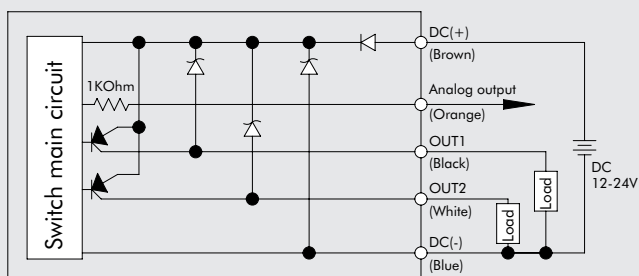 Switch main circuit
1KOhm
DC(+)
(Brown)
Analog output
(Orange)
OUT1
(Black)
OUT2
(White)
DC(-)
(Blue)
Load
Load
DC
12-24V